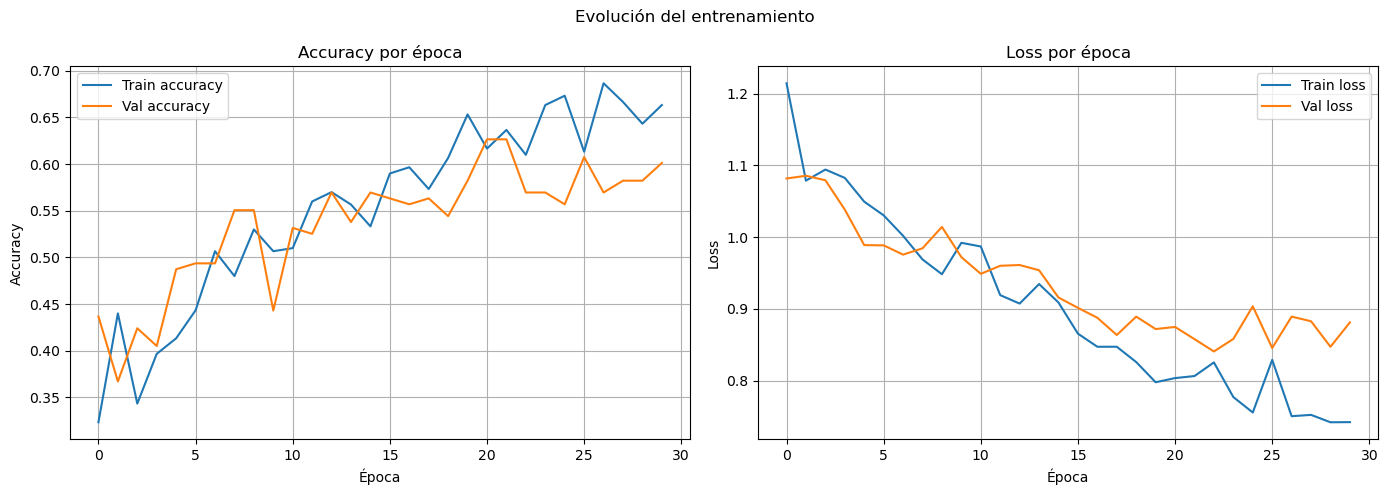 Evolución del entrenamiento
Accuracy por época
Train accuracy
Val accuracy
0.70
0.65
0.60
0.55
0.50
0.45
0.40
0.35
Accuracy
0 5 10 15 20 25 30
Época
Loss por época
Train loss
Val loss
1.2
1.1
1.0
0.9
0.8
Loss
0 5 10 15 20 25 30
Época